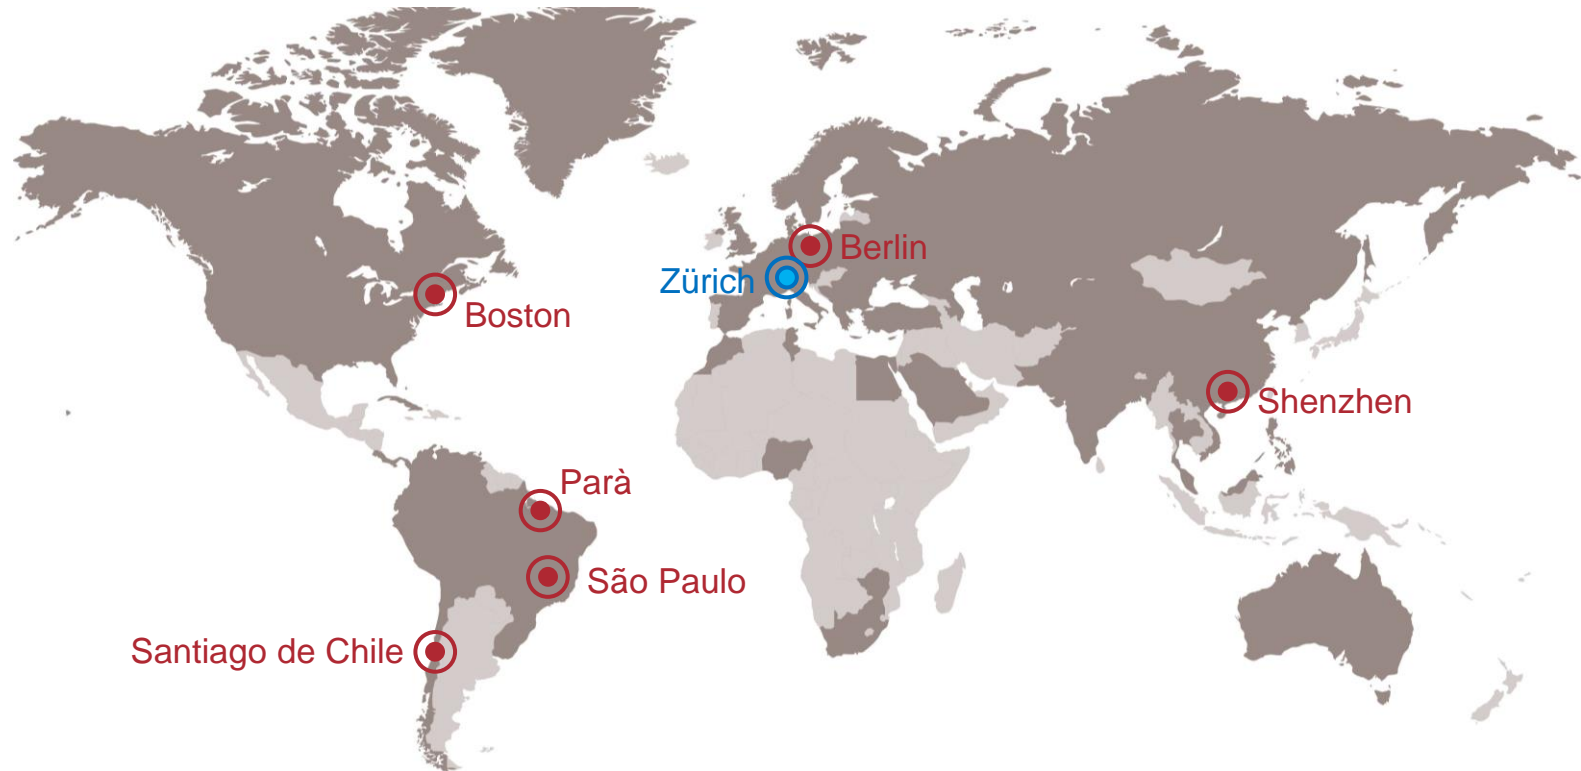 Berlin
Zürich
Boston
Shenzhen
Parà
São Paulo
Santiago de Chile